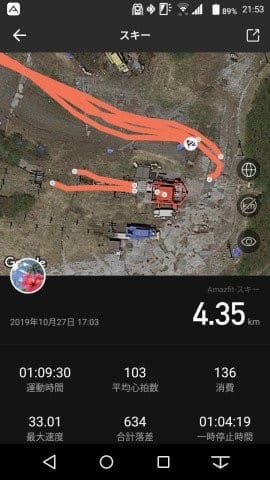 89% 21:53
スキー
Google
Amazfit-スキー
2019年10月27日 17:03
4.35 km
01:09:30 103 136
運動時間 平均心拍数 消費
33.01 634 01:04:19
最大速度 合計落差 一時停止時間